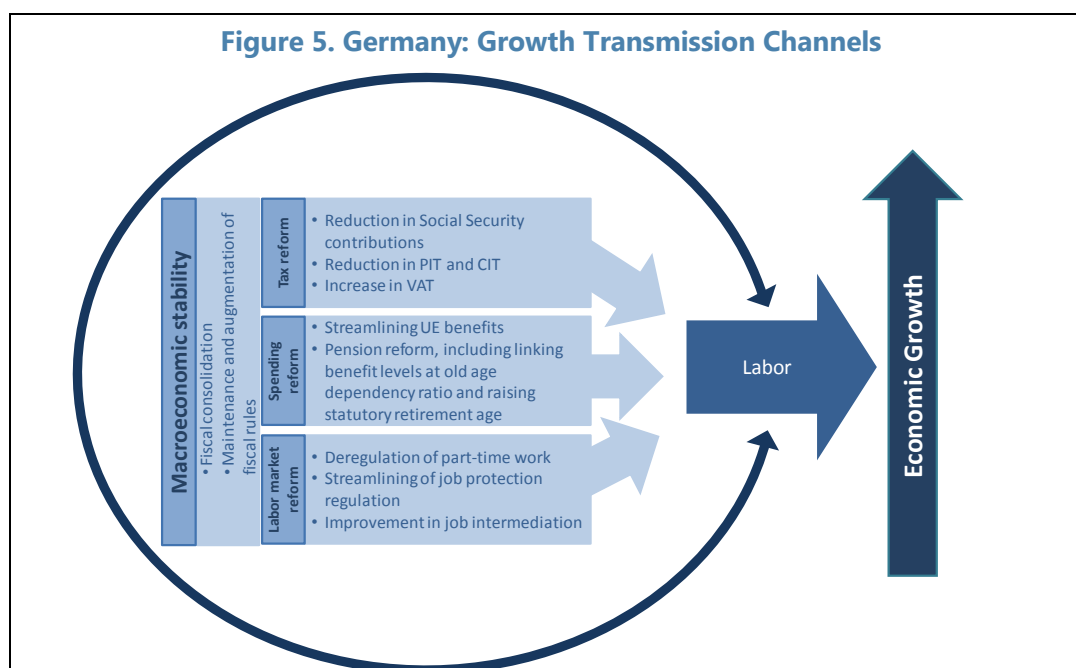 Figure 5. Germany: Growth Transmission Channels
Macroeconomic stability
• Fiscal consolidation
• Maintenance and augmentation of
fiscal rules
Tax reform
• Reduction in Social Security
contributions
• Reduction in PIT and CIT
• Increase in VAT
Spending
reform
• Streamlining UE benefits
• Pension reform, including linking
benefit levels at old age
dependency ratio and raising
statutory retirement age
Labor market
reform
• Deregulation of part-time work
• Streamlining of job protection
regulation
• Improvement in job intermediation
Labor
Economic Growth